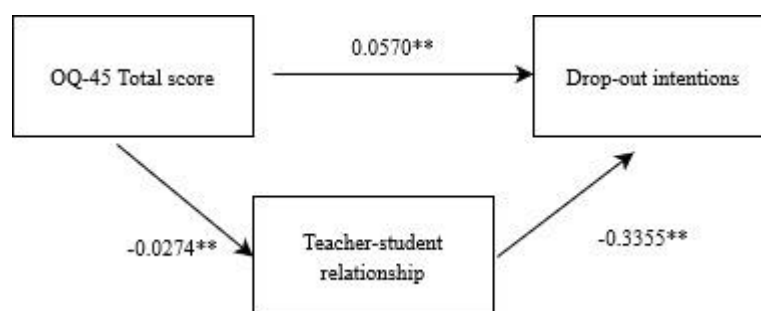 0.0570**
OQ-45 Total score
Drop-out intentions
-0.0274**
Teacher-student
relationship
-0.3355**